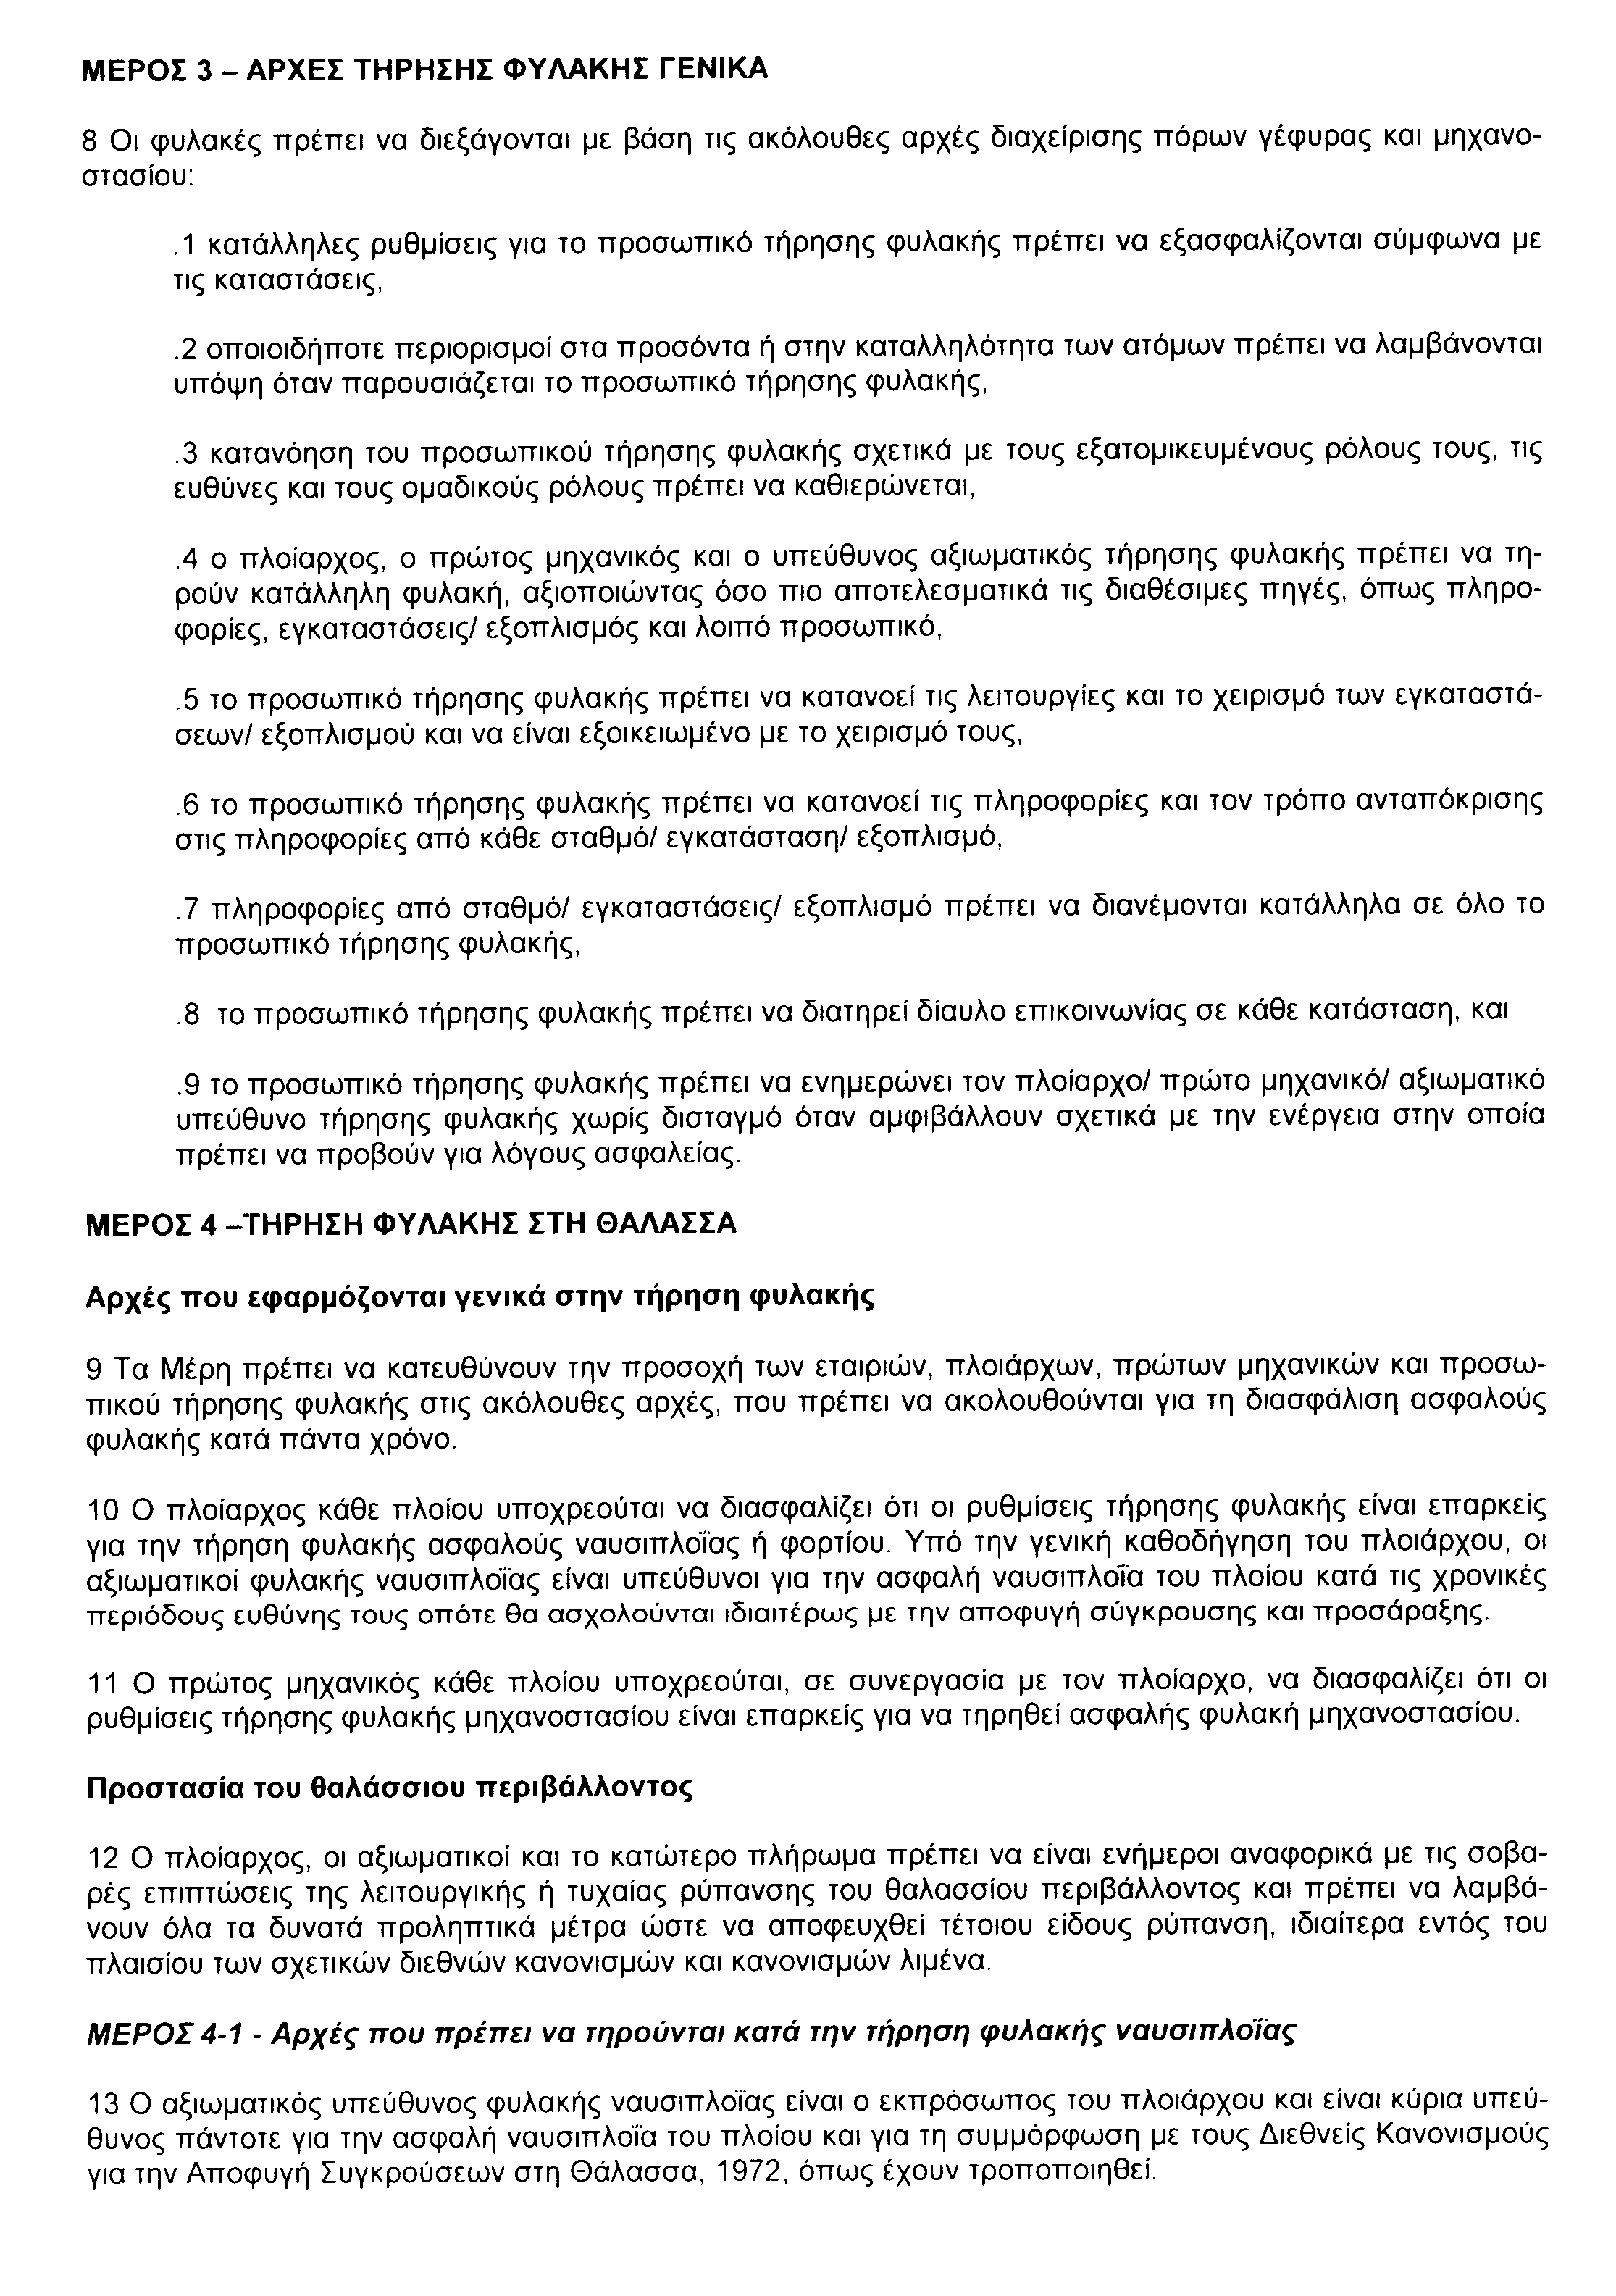 ΜΕΡΟΣ 3 – ΑΡΧΕΣ ΤΗΡΗΣΗΣ ΦΥΛΑΚΗΣ ΓΕΝΙΚΑ
8 Οι φυλακές πρέπει να διεξάγονται με βάση τις ακόλουθες αρχές διαχείρισης πόρων γέφυρας και μηχανο-
στασίου:
.1 κατάλληλες ρυθμίσεις για το προσωπικό τήρησης φυλακής πρέπει να εξασφαλίζονται σύμφωνα με
τις καταστάσεις,
.2 οποιοιδήποτε περιορισμοί στα προσόντα ή στην καταλληλότητα των ατόμων πρέπει να λαμβάνονται
υπόψη όταν παρουσιάζεται το προσωπικό τήρησης φυλακής,
.3 κατανόηση του προσωπικού τήρησης φυλακής σχετικά με τους εξατομικευμένους ρόλους τους, τις
ευθύνες και τους ομαδικούς ρόλους πρέπει να καθιερώνεται,
.4 ο πλοίαρχος, ο πρώτος μηχανικός και ο υπεύθυνος αξιωματικός τήρησης φυλακής πρέπει να τη-
ρούν κατάλληλη φυλακή, αξιοποιώντας όσο πιο αποτελεσματικά τις διαθέσιμες πηγές, όπως πληρο-
φορίες, εγκαταστάσεις/ εξοπλισμός και λοιπό προσωπικό,
.5 το προσωπικό τήρησης φυλακής πρέπει να κατανοεί τις λειτουργίες και το χειρισμό των εγκαταστά-
σεων/ εξοπλισμού και να είναι εξοικειωμένο με το χειρισμό τους,
.6 το προσωπικό τήρησης φυλακής πρέπει να κατανοεί τις πληροφορίες και τον τρόπο ανταπόκρισης
στις πληροφορίες από κάθε σταθμό/ εγκατάσταση/ εξοπλισμό,
.7 πληροφορίες από σταθμό/ εγκαταστάσεις/ εξοπλισμό πρέπει να διανέμονται κατάλληλα σε όλο το
προσωπικό τήρησης φυλακής,
.8 το προσωπικό τήρησης φυλακής πρέπει να διατηρεί δίαυλο επικοινωνίας σε κάθε κατάσταση, και
.9 το προσωπικό τήρησης φυλακής πρέπει να ενημερώνει τον πλοίαρχο/ πρώτο μηχανικό/ αξιωματικό
υπεύθυνο τήρησης φυλακής χωρίς δισταγμό όταν αμφιβάλλουν σχετικά με την ενέργεια στην οποία
πρέπει να προβούν για λόγους ασφαλείας.
ΜΕΡΟΣ 4 –ΤΗΡΗΣΗ ΦΥΛΑΚΗΣ ΣΤΗ ΘΑΛΑΣΣΑ
Αρχές που εφαρμόζονται γενικά στην τήρηση φυλακής
9 Τα Μέρη πρέπει να κατευθύνουν την προσοχή των εταιριών, πλοιάρχων, πρώτων μηχανικών και προσω-
πικού τήρησης φυλακής στις ακόλουθες αρχές, που πρέπει να ακολουθούνται για τη διασφάλιση ασφαλούς
φυλακής κατά πάντα χρόνο.
10 Ο πλοίαρχος κάθε πλοίου υποχρεούται να διασφαλίζει ότι οι ρυθμίσεις τήρησης φυλακής είναι επαρκείς
για την τήρηση φυλακής ασφαλούς ναυσιπλοΐας ή φορτίου. Υπό την γενική καθοδήγηση του πλοιάρχου, οι
αξιωματικοί φυλακής ναυσιπλοΐας είναι υπεύθυνοι για την ασφαλή ναυσιπλοΐα του πλοίου κατά τις χρονικές
περιόδους ευθύνης τους οπότε θα ασχολούνται ιδιαιτέρως με την αποφυγή σύγκρουσης και προσάραξης.
11 Ο πρώτος μηχανικός κάθε πλοίου υποχρεούται, σε συνεργασία με τον πλοίαρχο, να διασφαλίζει ότι οι
ρυθμίσεις τήρησης φυλακής μηχανοστασίου είναι επαρκείς για να τηρηθεί ασφαλής φυλακή μηχανοστασίου.
Προστασία του θαλάσσιου περιβάλλοντος
12 Ο πλοίαρχος, οι αξιωματικοί και το κατώτερο πλήρωμα πρέπει να είναι ενήμεροι αναφορικά με τις σοβα-
ρές επιπτώσεις της λειτουργικής ή τυχαίας ρύπανσης του θαλασσίου περιβάλλοντος και πρέπει να λαμβά-
νουν όλα τα δυνατά προληπτικά μέτρα ώστε να αποφευχθεί τέτοιου είδους ρύπανση, ιδιαίτερα εντός του
πλαισίου των σχετικών διεθνών κανονισμών και κανονισμών λιμένα.
ΜΕΡΟΣ 4-1 - Αρχές που πρέπει να τηρούνται κατά την τήρηση φυλακής ναυσιπλοΐας
13 Ο αξιωματικός υπεύθυνος φυλακής ναυσιπλοΐας είναι ο εκπρόσωπος του πλοιάρχου και είναι κύρια υπεύ-
θυνος πάντοτε για την ασφαλή ναυσιπλοΐα του πλοίου και για τη συμμόρφωση με τους Διεθνείς Κανονισμούς
για την Αποφυγή Συγκρούσεων στη Θάλασσα, 1972, όπως έχουν τροποποιηθεί.